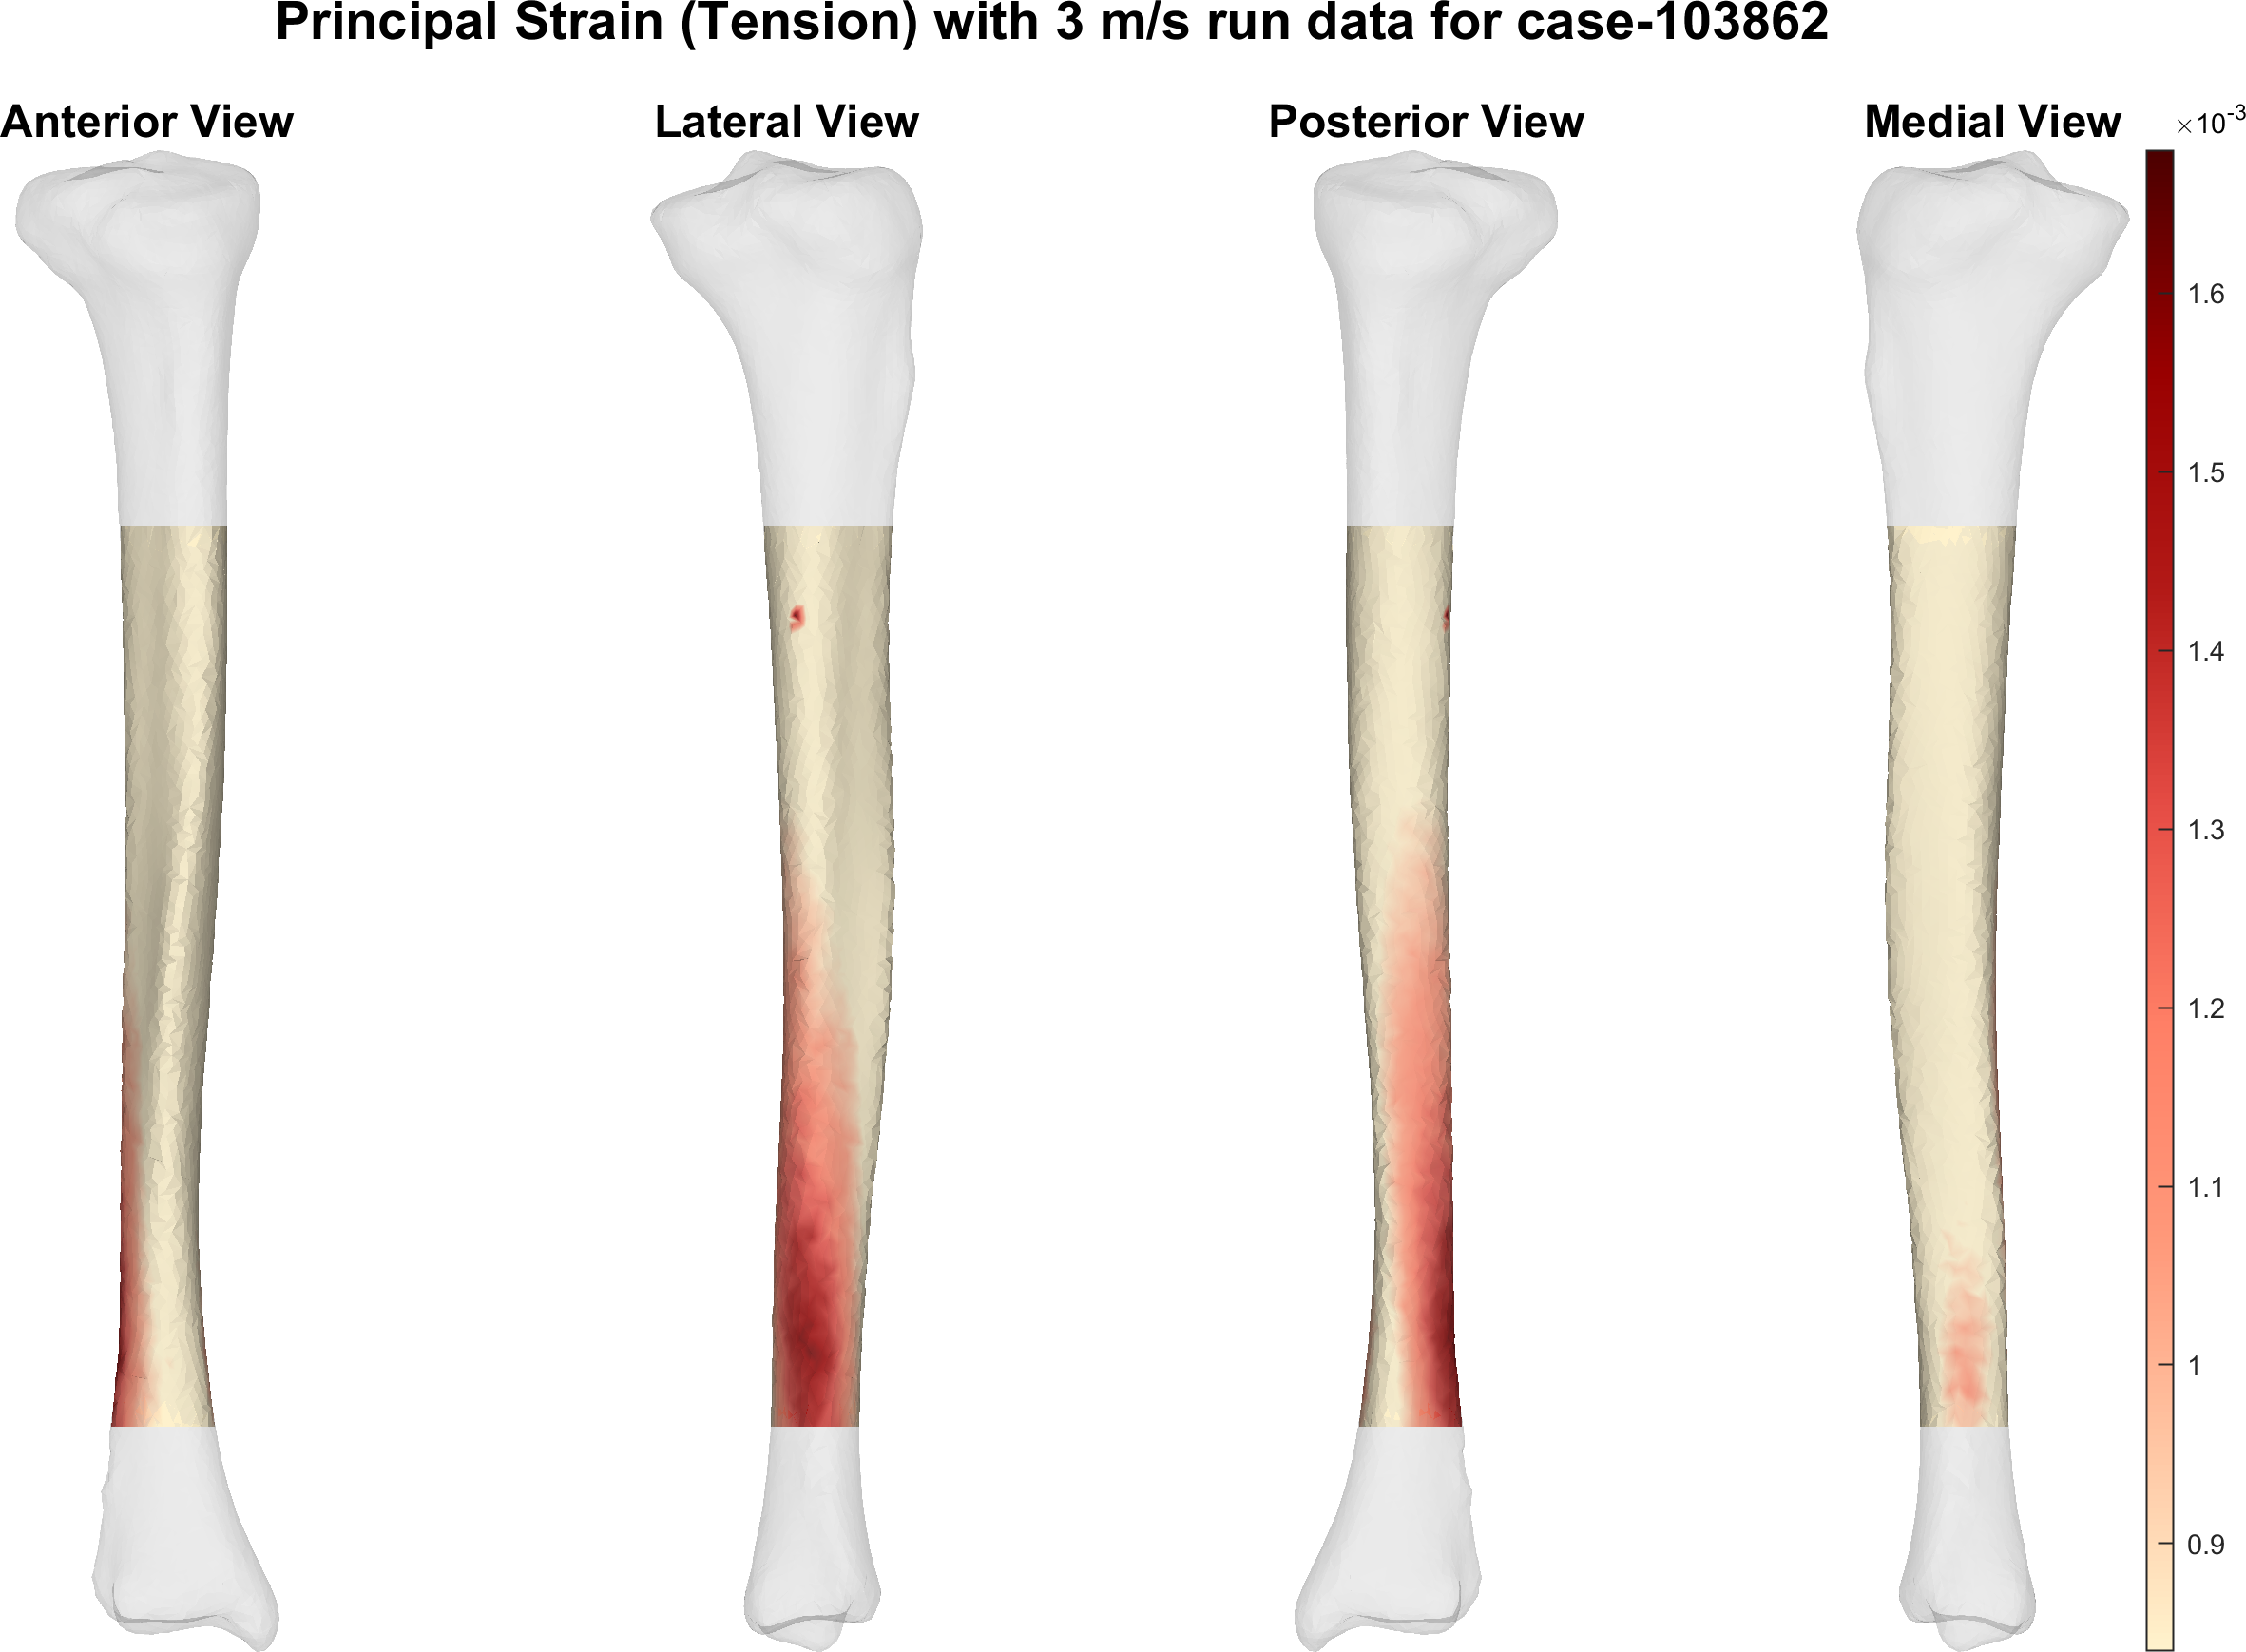 Principal Strain (Tension) with 3 m/s run data for case-103862
Anterior View
Lateral View
Posterior View
Medial View
×10-3
1.6
1.5
1.4
1.3
1.2
1.1
1
0.9